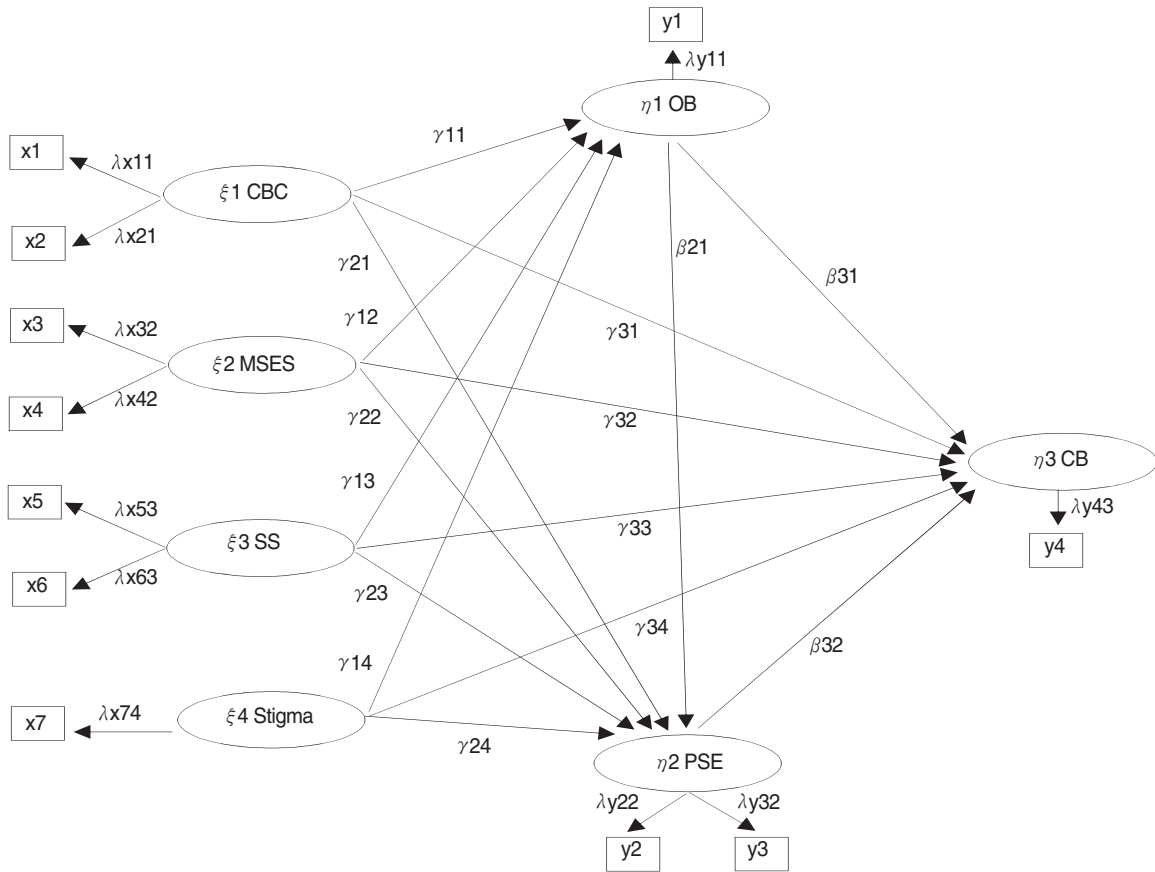 y1
λy11
η1 OB
γ11
x1
λx11
ξ1 CBC
x2
λx21
γ21
β21
β31
x3
λx32
γ12
γ31
ξ2 MSES
x4
λx42
γ22
γ32
η3 CB
γ13
x5
λx53
γ33
λy43
ξ3 SS
y4
x6
λx63
γ23
γ34
β32
γ14
x7
λx74
ξ4 Stigma
γ24
η2 PSE
λy22
λy32
y2
y3